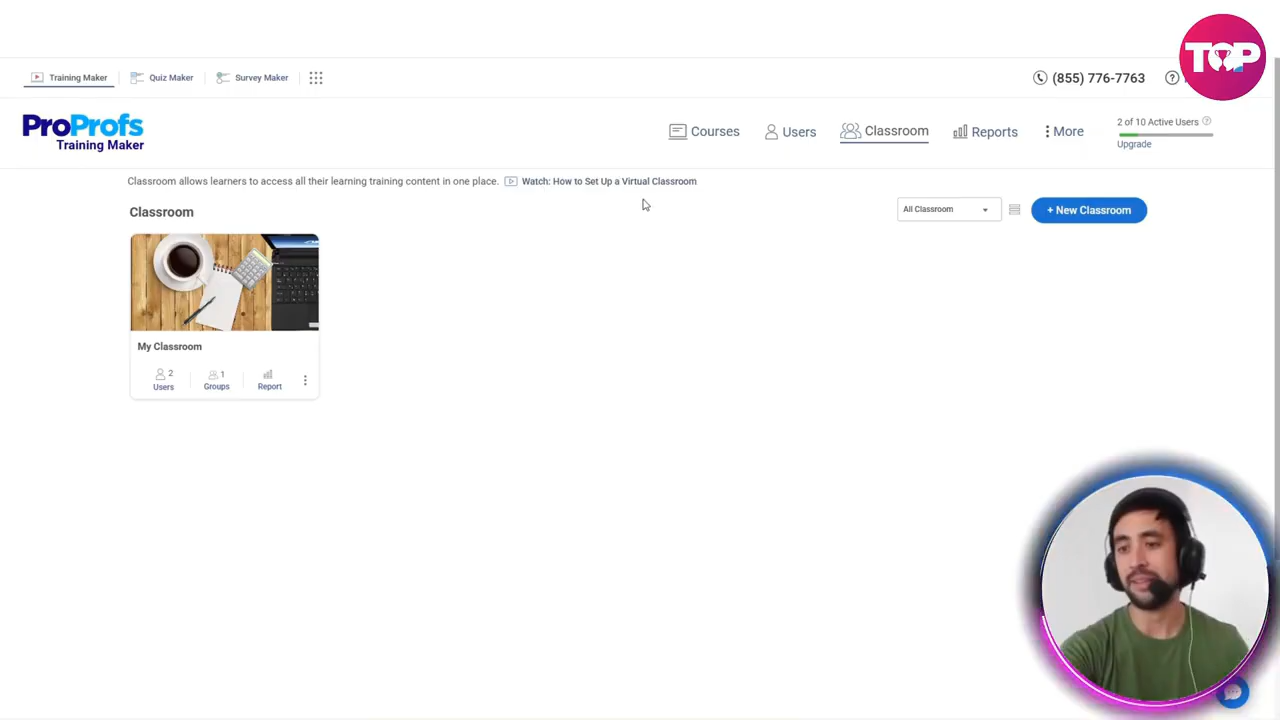 TOP
Training Maker
Quiz Maker
Survey Maker
(855) 776-7763
?
ProProfs
Training Maker
Courses
Users
Classroom
Reports
More
2 of 10 Active Users ?
Upgrade
Classroom allows learners to access all their learning training content in one place.
Watch: How to Set Up a Virtual Classroom
Classroom
All Classroom
+ New Classroom
My Classroom
2
Users
1
Groups
Report